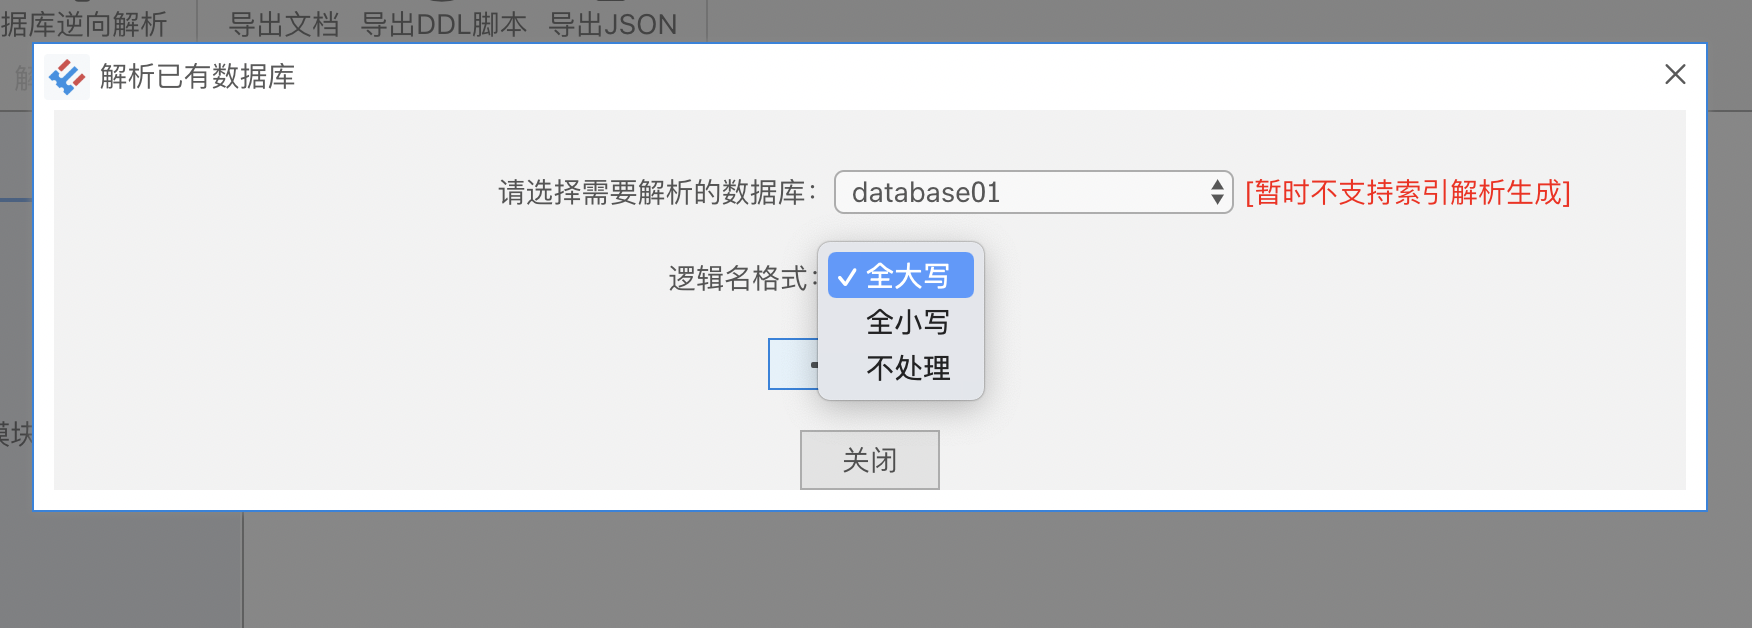 据库逆向解析 导出文档 导出DDL脚本 导出JSON
解析已有数据库
请选择需要解析的数据库： database01 [暂时不支持索引解析生成]
逻辑名格式：
全大写
全小写
不处理
模块
关闭